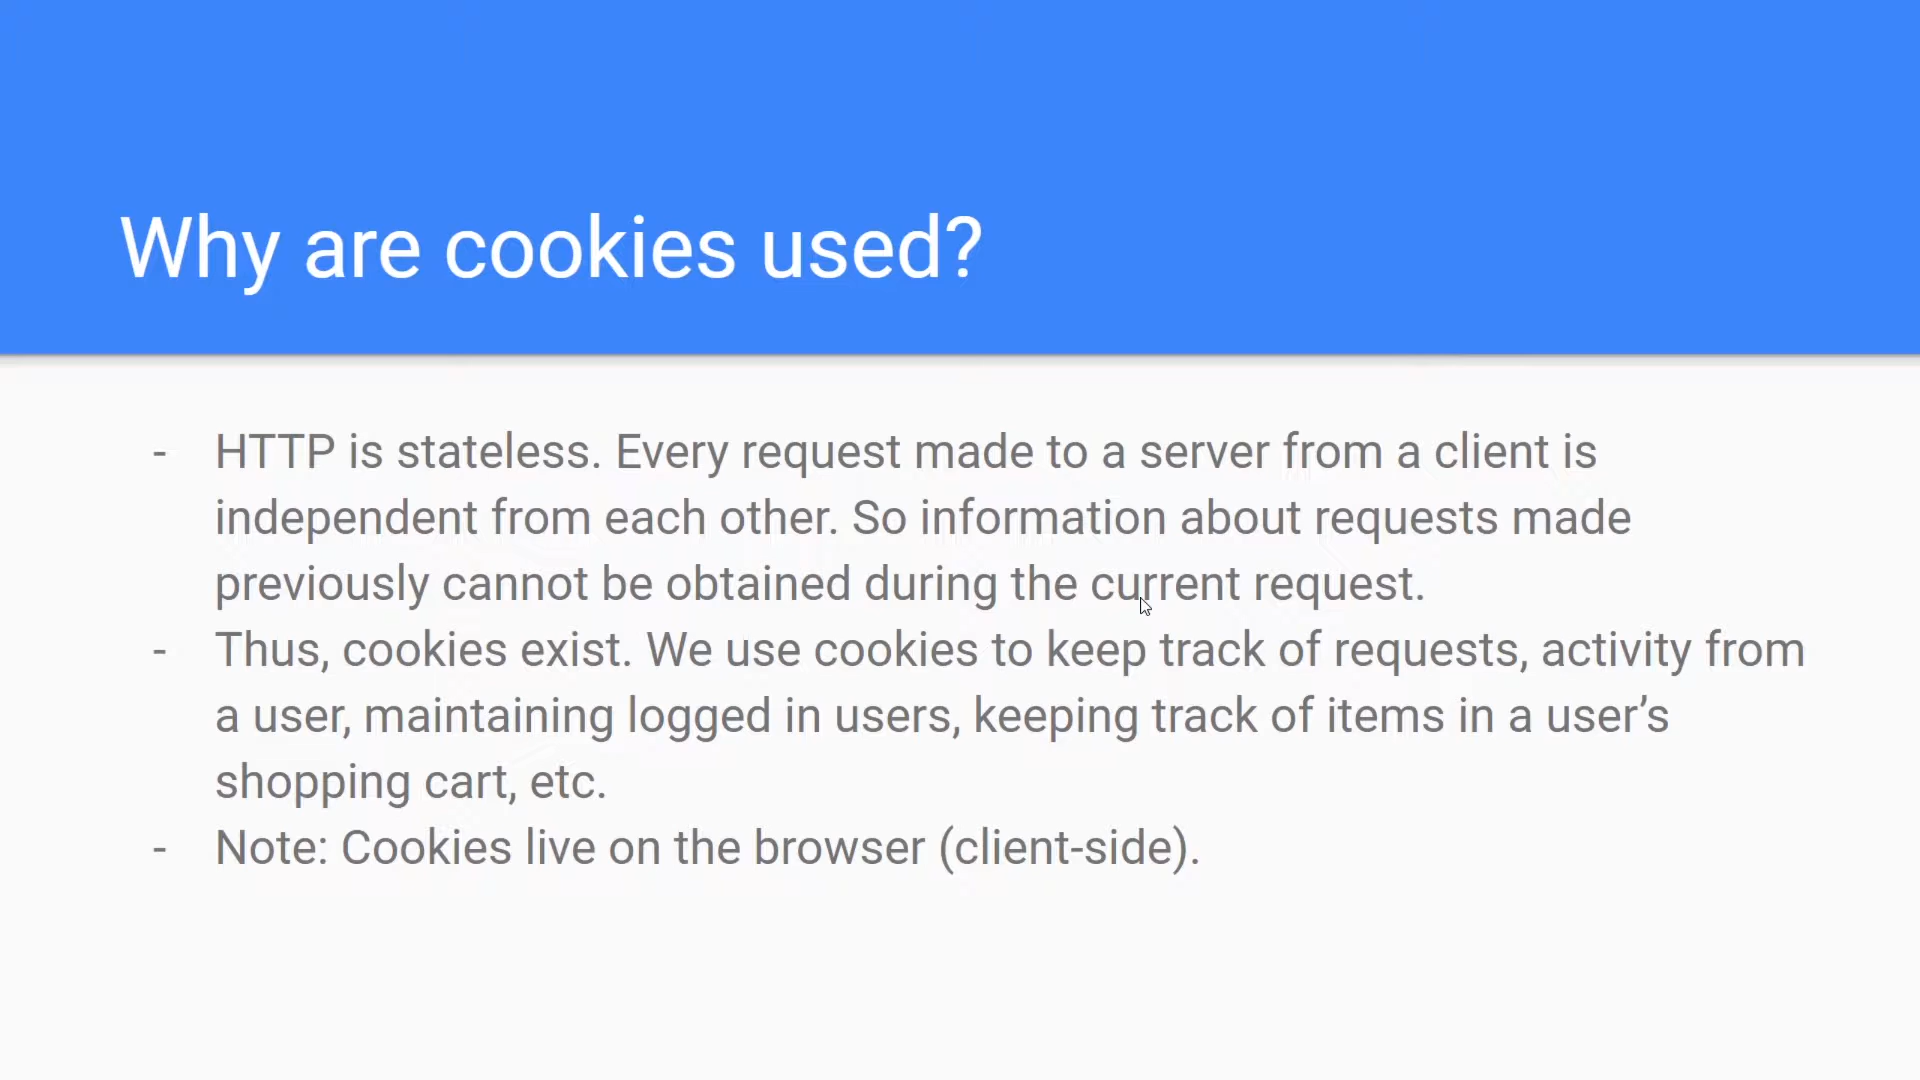 Why are cookies used?
- HTTP is stateless. Every request made to a server from a client is
independent from each other. So information about requests made
previously cannot be obtained during the current request.
- Thus, cookies exist. We use cookies to keep track of requests, activity from
a user, maintaining logged in users, keeping track of items in a user’s
shopping cart, etc.
- Note: Cookies live on the browser (client-side).